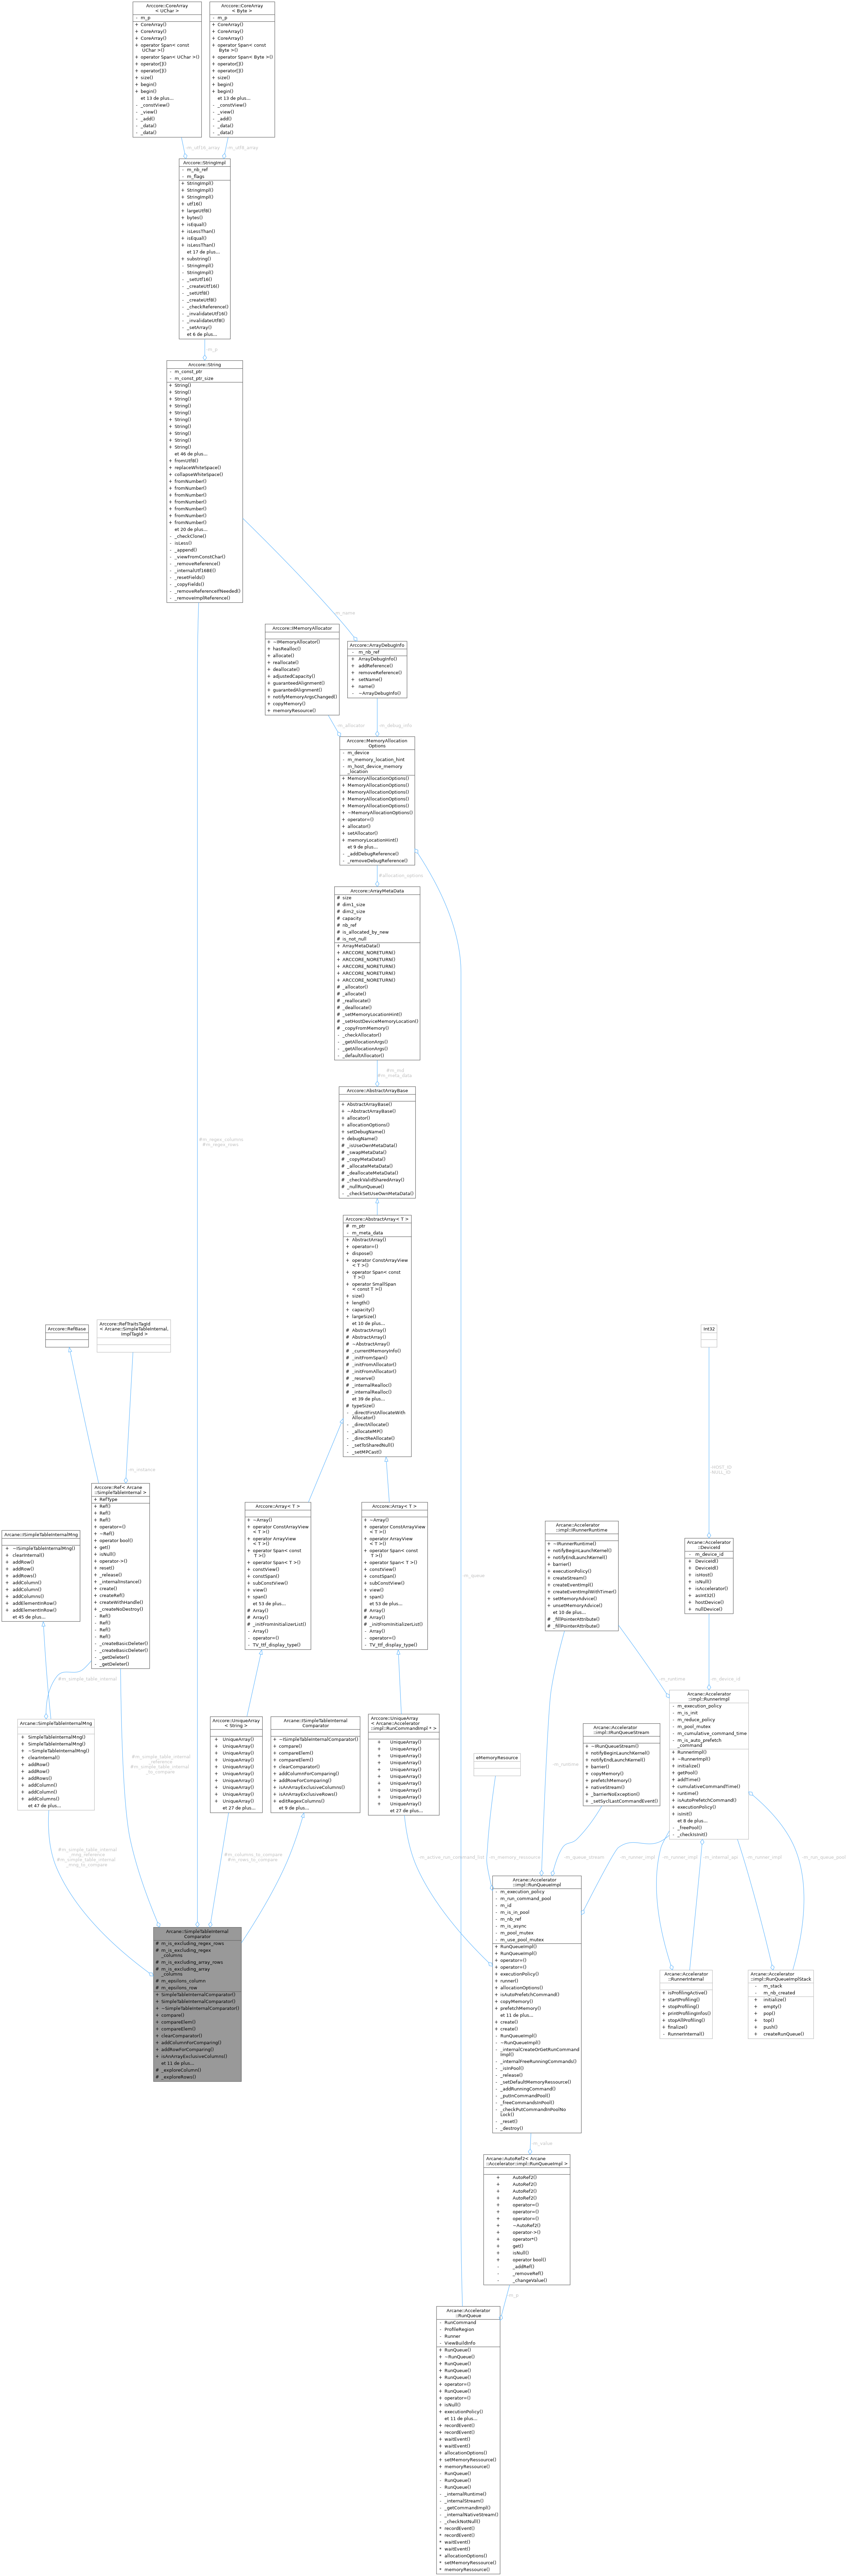 Arccore::CoreArray
< UChar >
- m_p
+ CoreArray()
+ CoreArray()
+ CoreArray()
+ operator Span< const
UChar >()
+ operator Span< UChar >()
+ operator[]()
+ operator[]()
+ size()
+ begin()
+ begin()
et 13 de plus...
- _constView()
- _view()
- _add()
- _data()
- _data()
Arccore::CoreArray
< Byte >
- m_p
+ CoreArray()
+ CoreArray()
+ CoreArray()
+ operator Span< const
Byte >()
+ operator Span< Byte >()
+ operator[]()
+ operator[]()
+ size()
+ begin()
+ begin()
et 13 de plus...
- _constView()
- _view()
- _add()
- _data()
- _data()
m_utf16_array
m_utf8_array
Arccore::StringImpl
- m_nb_ref
- m_flags
+ StringImpl()
+ StringImpl()
+ StringImpl()
+ utf16()
+ largeUtf8()
+ bytes()
+ isEqual()
+ isLessThan()
+ isEqual()
+ isLessThan()
et 17 de plus...
+ substring()
- StringImpl()
- StringImpl()
- _setUtf16()
- _createUtf16()
- _setUtf8()
- _createUtf8()
- _checkReference()
- _invalidateUtf16()
- _invalidateUtf8()
- _setArray()
et 6 de plus...
m_p
Arccore::String
- m_const_ptr
- m_const_ptr_size
+ String()
+ String()
+ String()
+ String()
+ String()
+ String()
+ String()
+ String()
+ String()
+ String()
et 46 de plus...
+ fromUtf8()
+ replaceWhiteSpace()
+ collapseWhiteSpace()
+ fromNumber()
+ fromNumber()
+ fromNumber()
+ fromNumber()
+ fromNumber()
+ fromNumber()
+ fromNumber()
et 20 de plus...
- _checkClone()
- isLess()
- _append()
- _viewFromConstChar()
- _removeReference()
- _internalUtf16BE()
- _resetFields()
- _copyFields()
- _removeReferenceIfNeeded()
- _removeImplReference()
m_name
Arccore::IMemoryAllocator
+ ~IMemoryAllocator()
+ hasRealloc()
+ allocate()
+ reallocate()
+ deallocate()
+ adjustedCapacity()
+ guaranteedAlignment()
+ guarantedAlignment()
+ notifyMemoryArgsChanged()
+ copyMemory()
+ memoryResource()
Arccore::ArrayDebugInfo
- m_nb_ref
+ ArrayDebugInfo()
+ addReference()
+ removeReference()
+ setName()
+ name()
- ~ArrayDebugInfo()
m_allocator
m_debug_info
Arccore::MemoryAllocation
Options
- m_device
- m_memory_location_hint
- m_host_device_memory
_location
+ MemoryAllocationOptions()
+ MemoryAllocationOptions()
+ MemoryAllocationOptions()
+ MemoryAllocationOptions()
+ MemoryAllocationOptions()
+ ~MemoryAllocationOptions()
+ operator=()
+ allocator()
+ setAllocator()
+ memoryLocationHint()
et 9 de plus...
- _addDebugReference()
- _removeDebugReference()
#allocation_options
Arccore::ArrayMetaData
# size
# dim1_size
# dim2_size
# capacity
# nb_ref
# is_allocated_by_new
# is_not_null
+ ArrayMetaData()
+ ARCCORE_NORETURN()
+ ARCCORE_NORETURN()
+ ARCCORE_NORETURN()
+ ARCCORE_NORETURN()
+ ARCCORE_NORETURN()
# _allocator()
# _allocate()
# _reallocate()
# _deallocate()
# _setMemoryLocationHint()
# _setHostDeviceMemoryLocation()
# _copyFromMemory()
- _checkAllocator()
- _getAllocationArgs()
- _getAllocationArgs()
- _defaultAllocator()
#m_md
#m_meta_data
Arccore::AbstractArrayBase
+ AbstractArrayBase()
+ ~AbstractArrayBase()
+ allocator()
+ allocationOptions()
+ setDebugName()
+ debugName()
# _isUseOwnMetaData()
# _swapMetaData()
# _copyMetaData()
# _allocateMetaData()
# _deallocateMetaData()
# _checkValidSharedArray()
# _nullRunQueue()
- _checkSetUseOwnMetaData()
#m_regex_columns
#m_regex_rows
Arccore::AbstractArray< T >
# m_ptr
- m_meta_data
+ AbstractArray()
+ operator=()
+ dispose()
+ operator ConstArrayView
< T >()
+ operator Span< const
T >()
+ operator SmallSpan
< const T >()
+ size()
+ length()
+ capacity()
+ largeSize()
et 10 de plus...
# AbstractArray()
# AbstractArray()
# ~AbstractArray()
# _currentMemoryInfo()
# _initFromSpan()
# _initFromAllocator()
# _initFromAllocator()
# _reserve()
# _internalRealloc()
# _internalRealloc()
et 39 de plus...
# typeSize()
- _directFirstAllocateWith
Allocator()
- _directAllocate()
- _allocateMP()
- _directReAllocate()
- _setToSharedNull()
- _setMPCast()
Arccore::RefBase
Arccore::RefTraitsTagId
< Arcane::SimpleTableInternal,
ImplTagId >
Int32
m_instance
HOST_ID
NULL_ID
Arccore::Ref< Arcane
::SimpleTableInternal >
+ RefType
+ Ref()
+ Ref()
+ Ref()
+ operator=()
+ ~Ref()
+ operator bool()
+ get()
+ isNull()
+ operator->()
+ reset()
+ _release()
+ _internalInstance()
+ create()
+ createRef()
+ createWithHandle()
+ _createNoDestroy()
- Ref()
- Ref()
- Ref()
- Ref()
- _createBasicDeleter()
- _createBasicDeleter()
- _getDeleter()
- _getDeleter()
Arcane::ISimpleTableInternalMng
+ ~ISimpleTableInternalMng()
+ clearInternal()
+ addRow()
+ addRow()
+ addRows()
+ addColumn()
+ addColumn()
+ addColumns()
+ addElementInRow()
+ addElementInRow()
et 45 de plus...
Arccore::Array< T >
+ ~Array()
+ operator ConstArrayView
< T >()
+ operator ArrayView
< T >()
+ operator Span< const
T >()
+ operator Span< T >()
+ constView()
+ constSpan()
+ subConstView()
+ view()
+ span()
et 53 de plus...
# Array()
# Array()
# _initFromInitializerList()
- Array()
- operator=()
- TV_ttf_display_type()
Arccore::Array< T >
+ ~Array()
+ operator ConstArrayView
< T >()
+ operator ArrayView
< T >()
+ operator Span< const
T >()
+ operator Span< T >()
+ constView()
+ constSpan()
+ subConstView()
+ view()
+ span()
et 53 de plus...
# Array()
# Array()
# _initFromInitializerList()
- Array()
- operator=()
- TV_ttf_display_type()
m_queue
Arcane::Accelerator
::impl::IRunnerRuntime
+ ~IRunnerRuntime()
+ notifyBeginLaunchKernel()
+ notifyEndLaunchKernel()
+ barrier()
+ executionPolicy()
+ createStream()
+ createEventImpl()
+ createEventImplWithTimer()
+ setMemoryAdvice()
+ unsetMemoryAdvice()
et 10 de plus...
# _fillPointerAttribute()
# _fillPointerAttribute()
Arcane::Accelerator
::DeviceId
- m_device_id
+ DeviceId()
+ DeviceId()
+ isHost()
+ isNull()
+ isAccelerator()
+ asInt32()
+ hostDevice()
+ nullDevice()
#m_simple_table_internal
m_runtime
m_device_id
Arcane::SimpleTableInternalMng
+ SimpleTableInternalMng()
+ SimpleTableInternalMng()
+ ~SimpleTableInternalMng()
+ clearInternal()
+ addRow()
+ addRow()
+ addRows()
+ addColumn()
+ addColumn()
+ addColumns()
et 47 de plus...
#m_simple_table_internal
_reference
#m_simple_table_internal
_to_compare
Arccore::UniqueArray
< String >
+ UniqueArray()
+ UniqueArray()
+ UniqueArray()
+ UniqueArray()
+ UniqueArray()
+ UniqueArray()
+ UniqueArray()
+ UniqueArray()
+ UniqueArray()
+ UniqueArray()
et 27 de plus...
Arcane::ISimpleTableInternal
Comparator
+ ~ISimpleTableInternalComparator()
+ compare()
+ compareElem()
+ compareElem()
+ clearComparator()
+ addColumnForComparing()
+ addRowForComparing()
+ isAnArrayExclusiveColumns()
+ isAnArrayExclusiveRows()
+ editRegexColumns()
et 9 de plus...
Arccore::UniqueArray
< Arcane::Accelerator
::impl::RunCommandImpl * >
+ UniqueArray()
+ UniqueArray()
+ UniqueArray()
+ UniqueArray()
+ UniqueArray()
+ UniqueArray()
+ UniqueArray()
+ UniqueArray()
+ UniqueArray()
+ UniqueArray()
et 27 de plus...
eMemoryResource
m_runtime
Arcane::Accelerator
::impl::IRunQueueStream
+ ~IRunQueueStream()
+ notifyBeginLaunchKernel()
+ notifyEndLaunchKernel()
+ barrier()
+ copyMemory()
+ prefetchMemory()
+ nativeStream()
+ _barrierNoException()
+ _setSyclLastCommandEvent()
Arcane::Accelerator
::impl::RunnerImpl
- m_execution_policy
- m_is_init
- m_reduce_policy
- m_pool_mutex
- m_cumulative_command_time
- m_is_auto_prefetch
_command
+ RunnerImpl()
+ ~RunnerImpl()
+ initialize()
+ getPool()
+ addTime()
+ cumulativeCommandTime()
+ runtime()
+ isAutoPrefetchCommand()
+ executionPolicy()
+ isInit()
et 8 de plus...
- _freePool()
- _checkIsInit()
#m_simple_table_internal
_mng_reference
#m_simple_table_internal
_mng_to_compare
#m_columns_to_compare
#m_rows_to_compare
m_active_run_command_list
m_memory_ressource
m_queue_stream
m_runner_impl
m_runner_impl
m_internal_api
m_runner_impl
m_run_queue_pool
Arcane::SimpleTableInternal
Comparator
# m_is_excluding_regex_rows
# m_is_excluding_regex
_columns
# m_is_excluding_array_rows
# m_is_excluding_array
_columns
# m_epsilons_column
# m_epsilons_row
+ SimpleTableInternalComparator()
+ SimpleTableInternalComparator()
+ ~SimpleTableInternalComparator()
+ compare()
+ compareElem()
+ compareElem()
+ clearComparator()
+ addColumnForComparing()
+ addRowForComparing()
+ isAnArrayExclusiveColumns()
et 11 de plus...
# _exploreColumn()
# _exploreRows()
Arcane::Accelerator
::impl::RunQueueImpl
- m_execution_policy
- m_run_command_pool
- m_id
- m_is_in_pool
- m_nb_ref
- m_is_async
- m_pool_mutex
- m_use_pool_mutex
+ RunQueueImpl()
+ RunQueueImpl()
+ operator=()
+ operator=()
+ executionPolicy()
+ runner()
+ allocationOptions()
+ isAutoPrefetchCommand()
+ copyMemory()
+ prefetchMemory()
et 11 de plus...
+ create()
+ create()
- RunQueueImpl()
- ~RunQueueImpl()
- _internalCreateOrGetRunCommand
Impl()
- _internalFreeRunningCommands()
- _isInPool()
- _release()
- _setDefaultMemoryRessource()
- _addRunningCommand()
- _putInCommandPool()
- _freeCommandsInPool()
- _checkPutCommandInPoolNo
Lock()
- _reset()
- _destroy()
Arcane::Accelerator
::RunnerInternal
+ isProfilingActive()
+ startProfiling()
+ stopProfiling()
+ printProfilingInfos()
+ stopAllProfiling()
+ finalize()
- RunnerInternal()
Arcane::Accelerator
::impl::RunQueueImplStack
- m_stack
- m_nb_created
+ initialize()
+ empty()
+ pop()
+ top()
+ push()
+ createRunQueue()
m_value
Arcane::AutoRef2< Arcane
::Accelerator::impl::RunQueueImpl >
+ AutoRef2()
+ AutoRef2()
+ AutoRef2()
+ AutoRef2()
+ operator=()
+ operator=()
+ operator=()
+ ~AutoRef2()
+ operator->()
+ operator*()
+ get()
+ isNull()
+ operator bool()
- _addRef()
- _removeRef()
- _changeValue()
m_p
Arcane::Accelerator
::RunQueue
- RunCommand
- ProfileRegion
- Runner
- ViewBuildInfo
+ RunQueue()
+ ~RunQueue()
+ RunQueue()
+ RunQueue()
+ RunQueue()
+ operator=()
+ RunQueue()
+ operator=()
+ isNull()
+ executionPolicy()
et 11 de plus...
+ recordEvent()
+ recordEvent()
+ waitEvent()
+ waitEvent()
+ allocationOptions()
+ setMemoryRessource()
+ memoryRessource()
- RunQueue()
- RunQueue()
- RunQueue()
- _internalRuntime()
- _internalStream()
- _getCommandImpl()
- _internalNativeStream()
- _checkNotNull()
* recordEvent()
* recordEvent()
* waitEvent()
* waitEvent()
* allocationOptions()
* setMemoryRessource()
* memoryRessource()